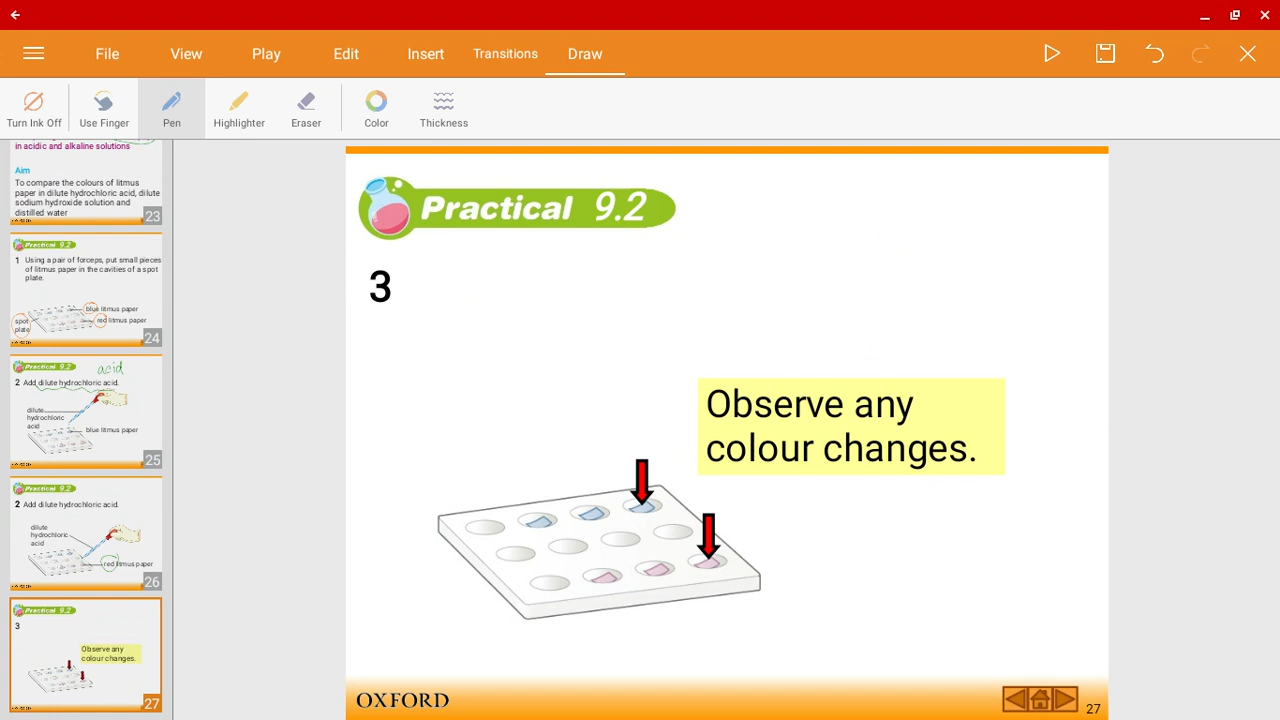 File
View
Play
Edit
Insert
Transitions
Draw
Turn Ink Off
Use Finger
Pen
Highlighter
Eraser
Color
Thickness
in acidic and alkaline solutions
Aim
To compare the colours of litmus
paper in dilute hydrochloric acid, dilute
sodium hydroxide solution and
distilled water
23
Practical 9.2
1 Using a pair of forceps, put small pieces
of litmus paper in the cavities of a spot
plate.
blue litmus paper
red litmus paper
spot
plate
24
Practical 9.2
acid
2 Add dilute hydrochloric acid.
dilute
hydrochloric
acid
blue litmus paper
25
Practical 9.2
2 Add dilute hydrochloric acid.
dilute
hydrochloric
acid
red litmus paper
26
Practical 9.2
3
Observe any
colour changes.
27
Practical 9.2
3
Observe any
colour changes.
OXFORD
27